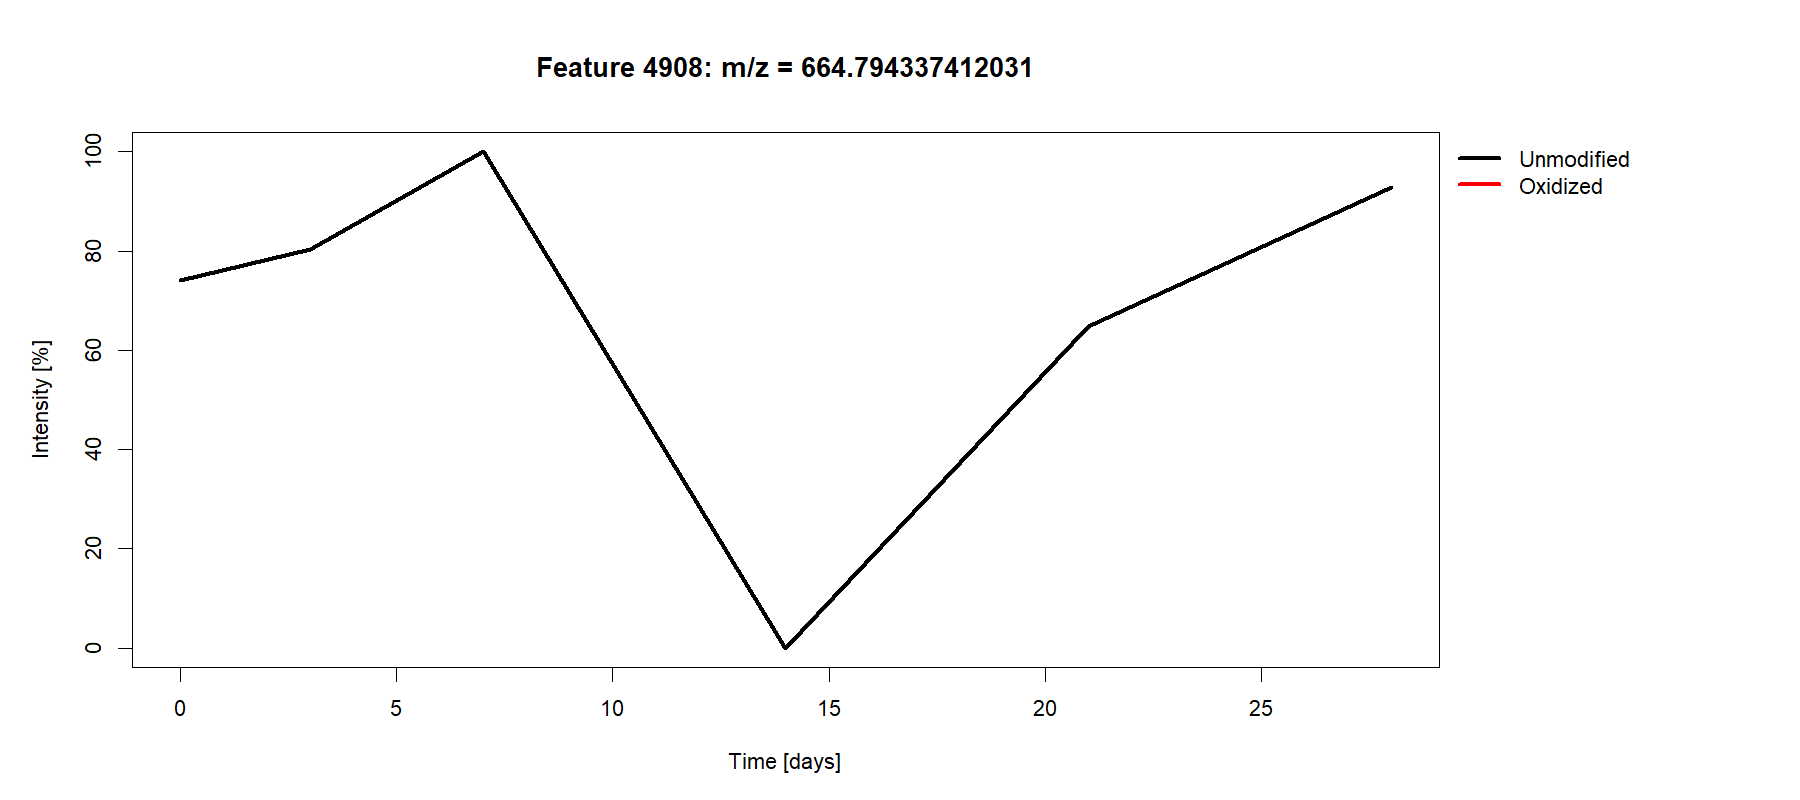 Feature 4908: m/z = 664.794337412031
Unmodified
Oxidized
Intensity [%]
100
80
60
40
20
0
0 5 10 15 20 25
Time [days]